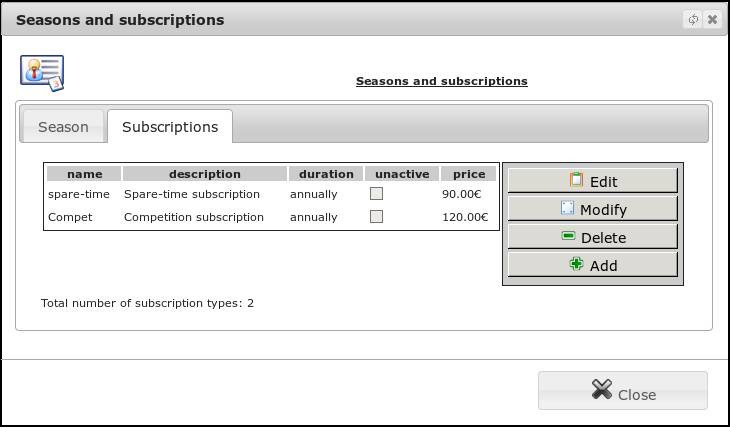 Seasons and subscriptions
Seasons and subscriptions
Season Subscriptions
name description duration unactive price
spare-time Spare-time subscription annually 90.00€
Compet Competition subscription annually 120.00€
Edit
Modify
Delete
Add
Total number of subscription types: 2
Close